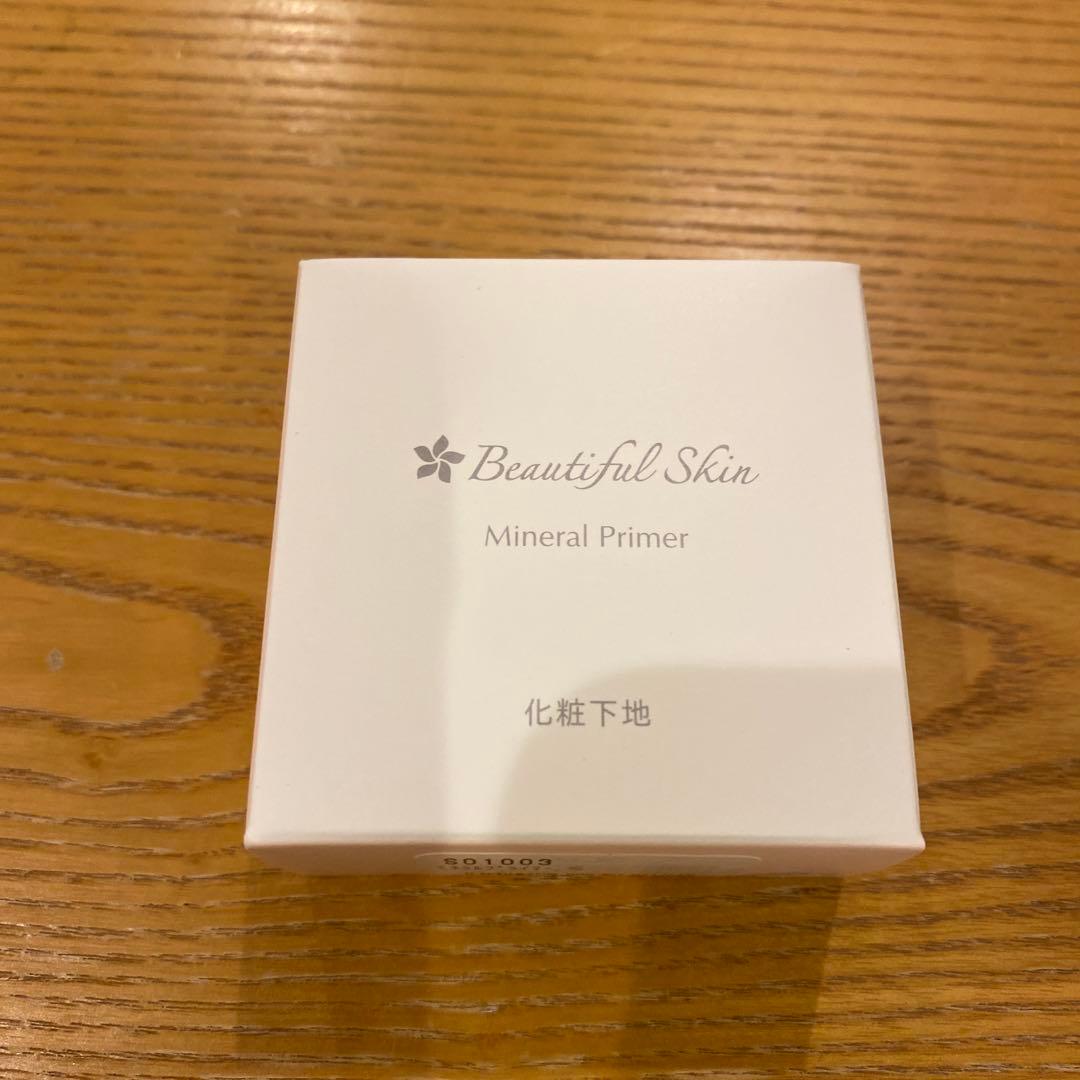 Beautiful Skin
Mineral Primer
化粧下地
S01003